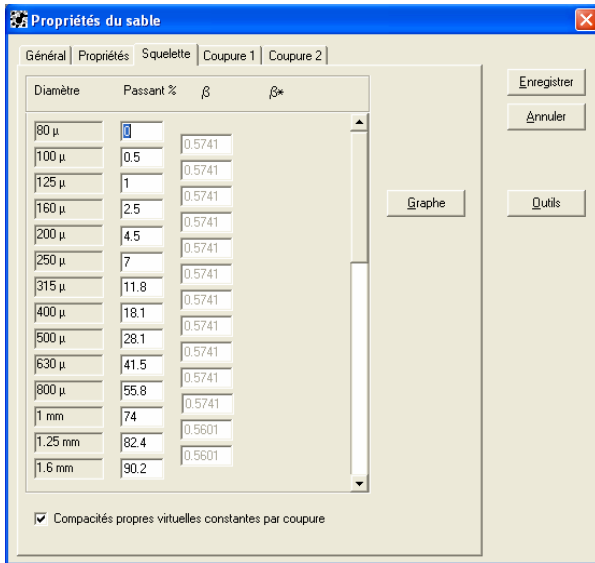 Propriétés du sable
Général Propriétés Squelette Coupure 1 Coupure 2
Diamètre Passant % β β*
80 µ 0
0.5741
100 µ 0.5
0.5741
125 µ 1
0.5741
160 µ 2.5
0.5741
200 µ 4.5
0.5741
250 µ 7
0.5741
315 µ 11.8
0.5741
400 µ 18.1
0.5741
500 µ 28.1
0.5741
630 µ 41.5
0.5741
800 µ 55.8
0.5741
1 mm 74
0.5601
1.25 mm 82.4
0.5601
1.6 mm 90.2
Compacités propres virtuelles constantes par coupure
Graphe
Enregistrer
Annuler
Outils